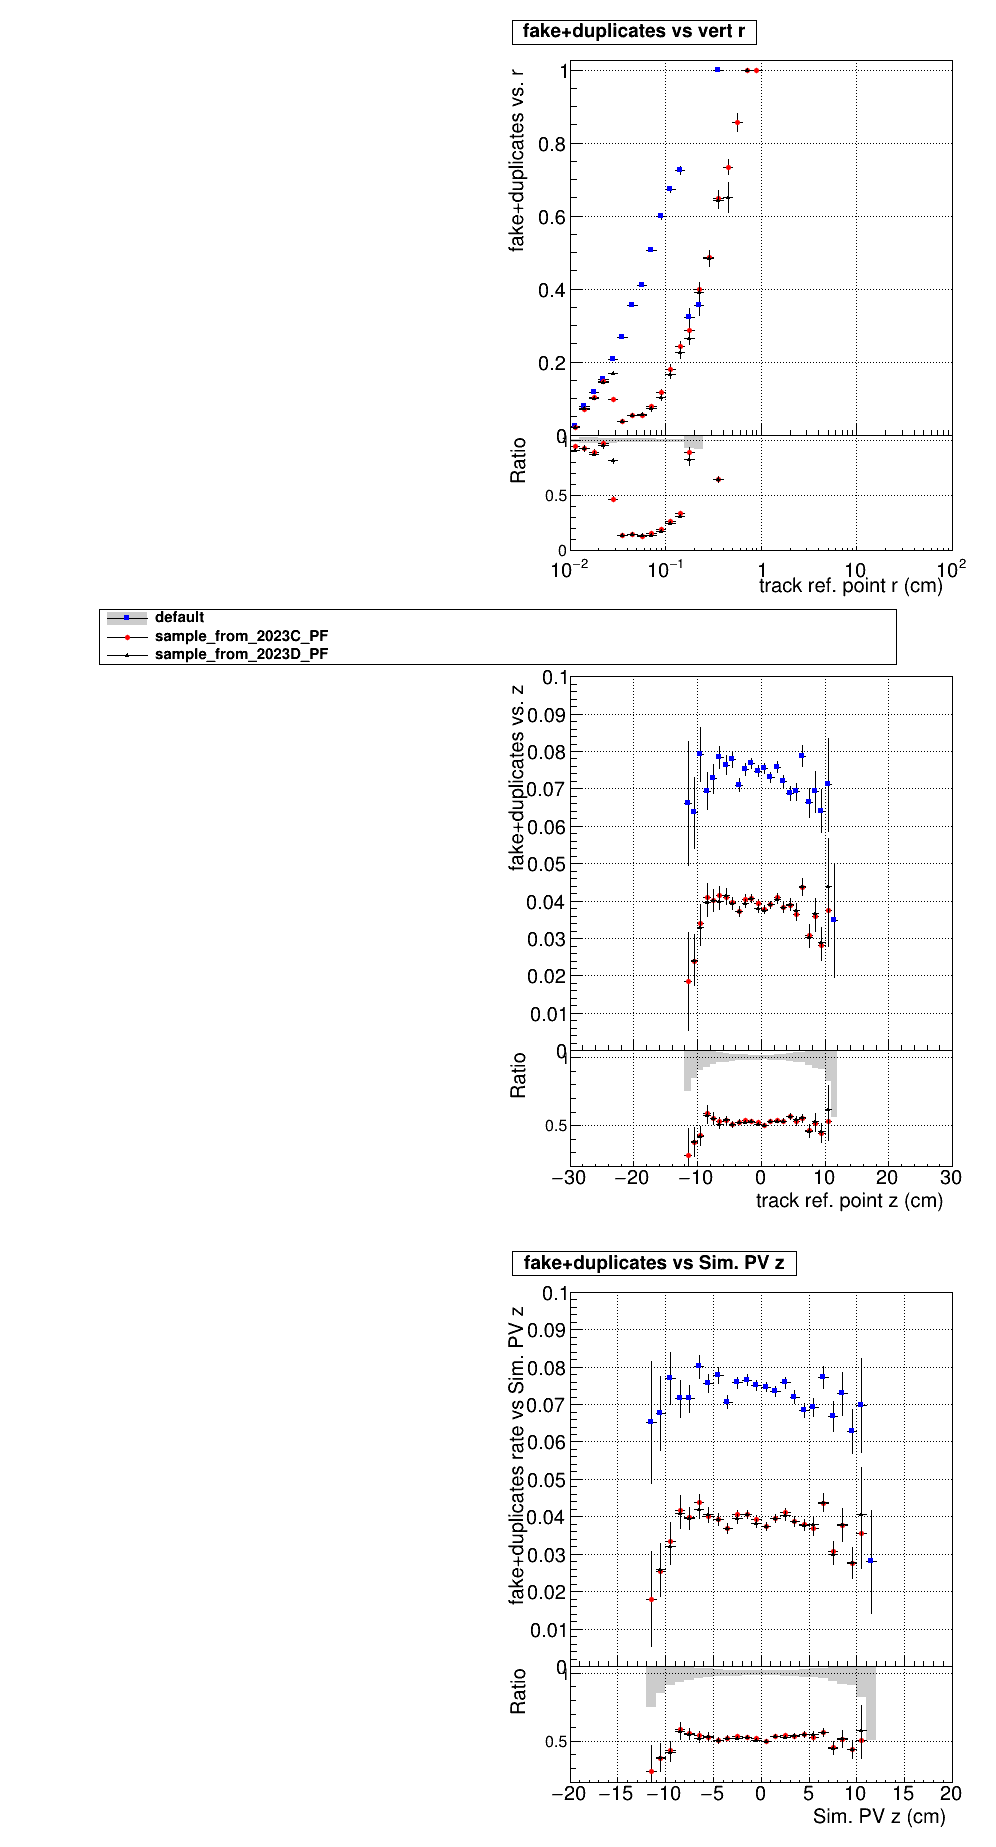 fake+duplicates vs vert r
fake+duplicates vs. r
1
0.8
0.6
0.4
0.2
0
Ratio
1
0.5
0
10−2
10−1
1
10
102
track ref. point r (cm)
default
sample_from_2023C_PF
sample_from_2023D_PF
fake+duplicates vs. z
0.1
0.09
0.08
0.07
0.06
0.05
0.04
0.03
0.02
0.01
0
Ratio
1
0.5
−30 −20 −10 0 10 20 30
track ref. point z (cm)
fake+duplicates vs Sim. PV z
fake+duplicates rate vs Sim. PV z
0.1
0.09
0.08
0.07
0.06
0.05
0.04
0.03
0.02
0.01
0
Ratio
1
0.5
−20 −15 −10 −5 0 5 10 15 20
Sim. PV z (cm)